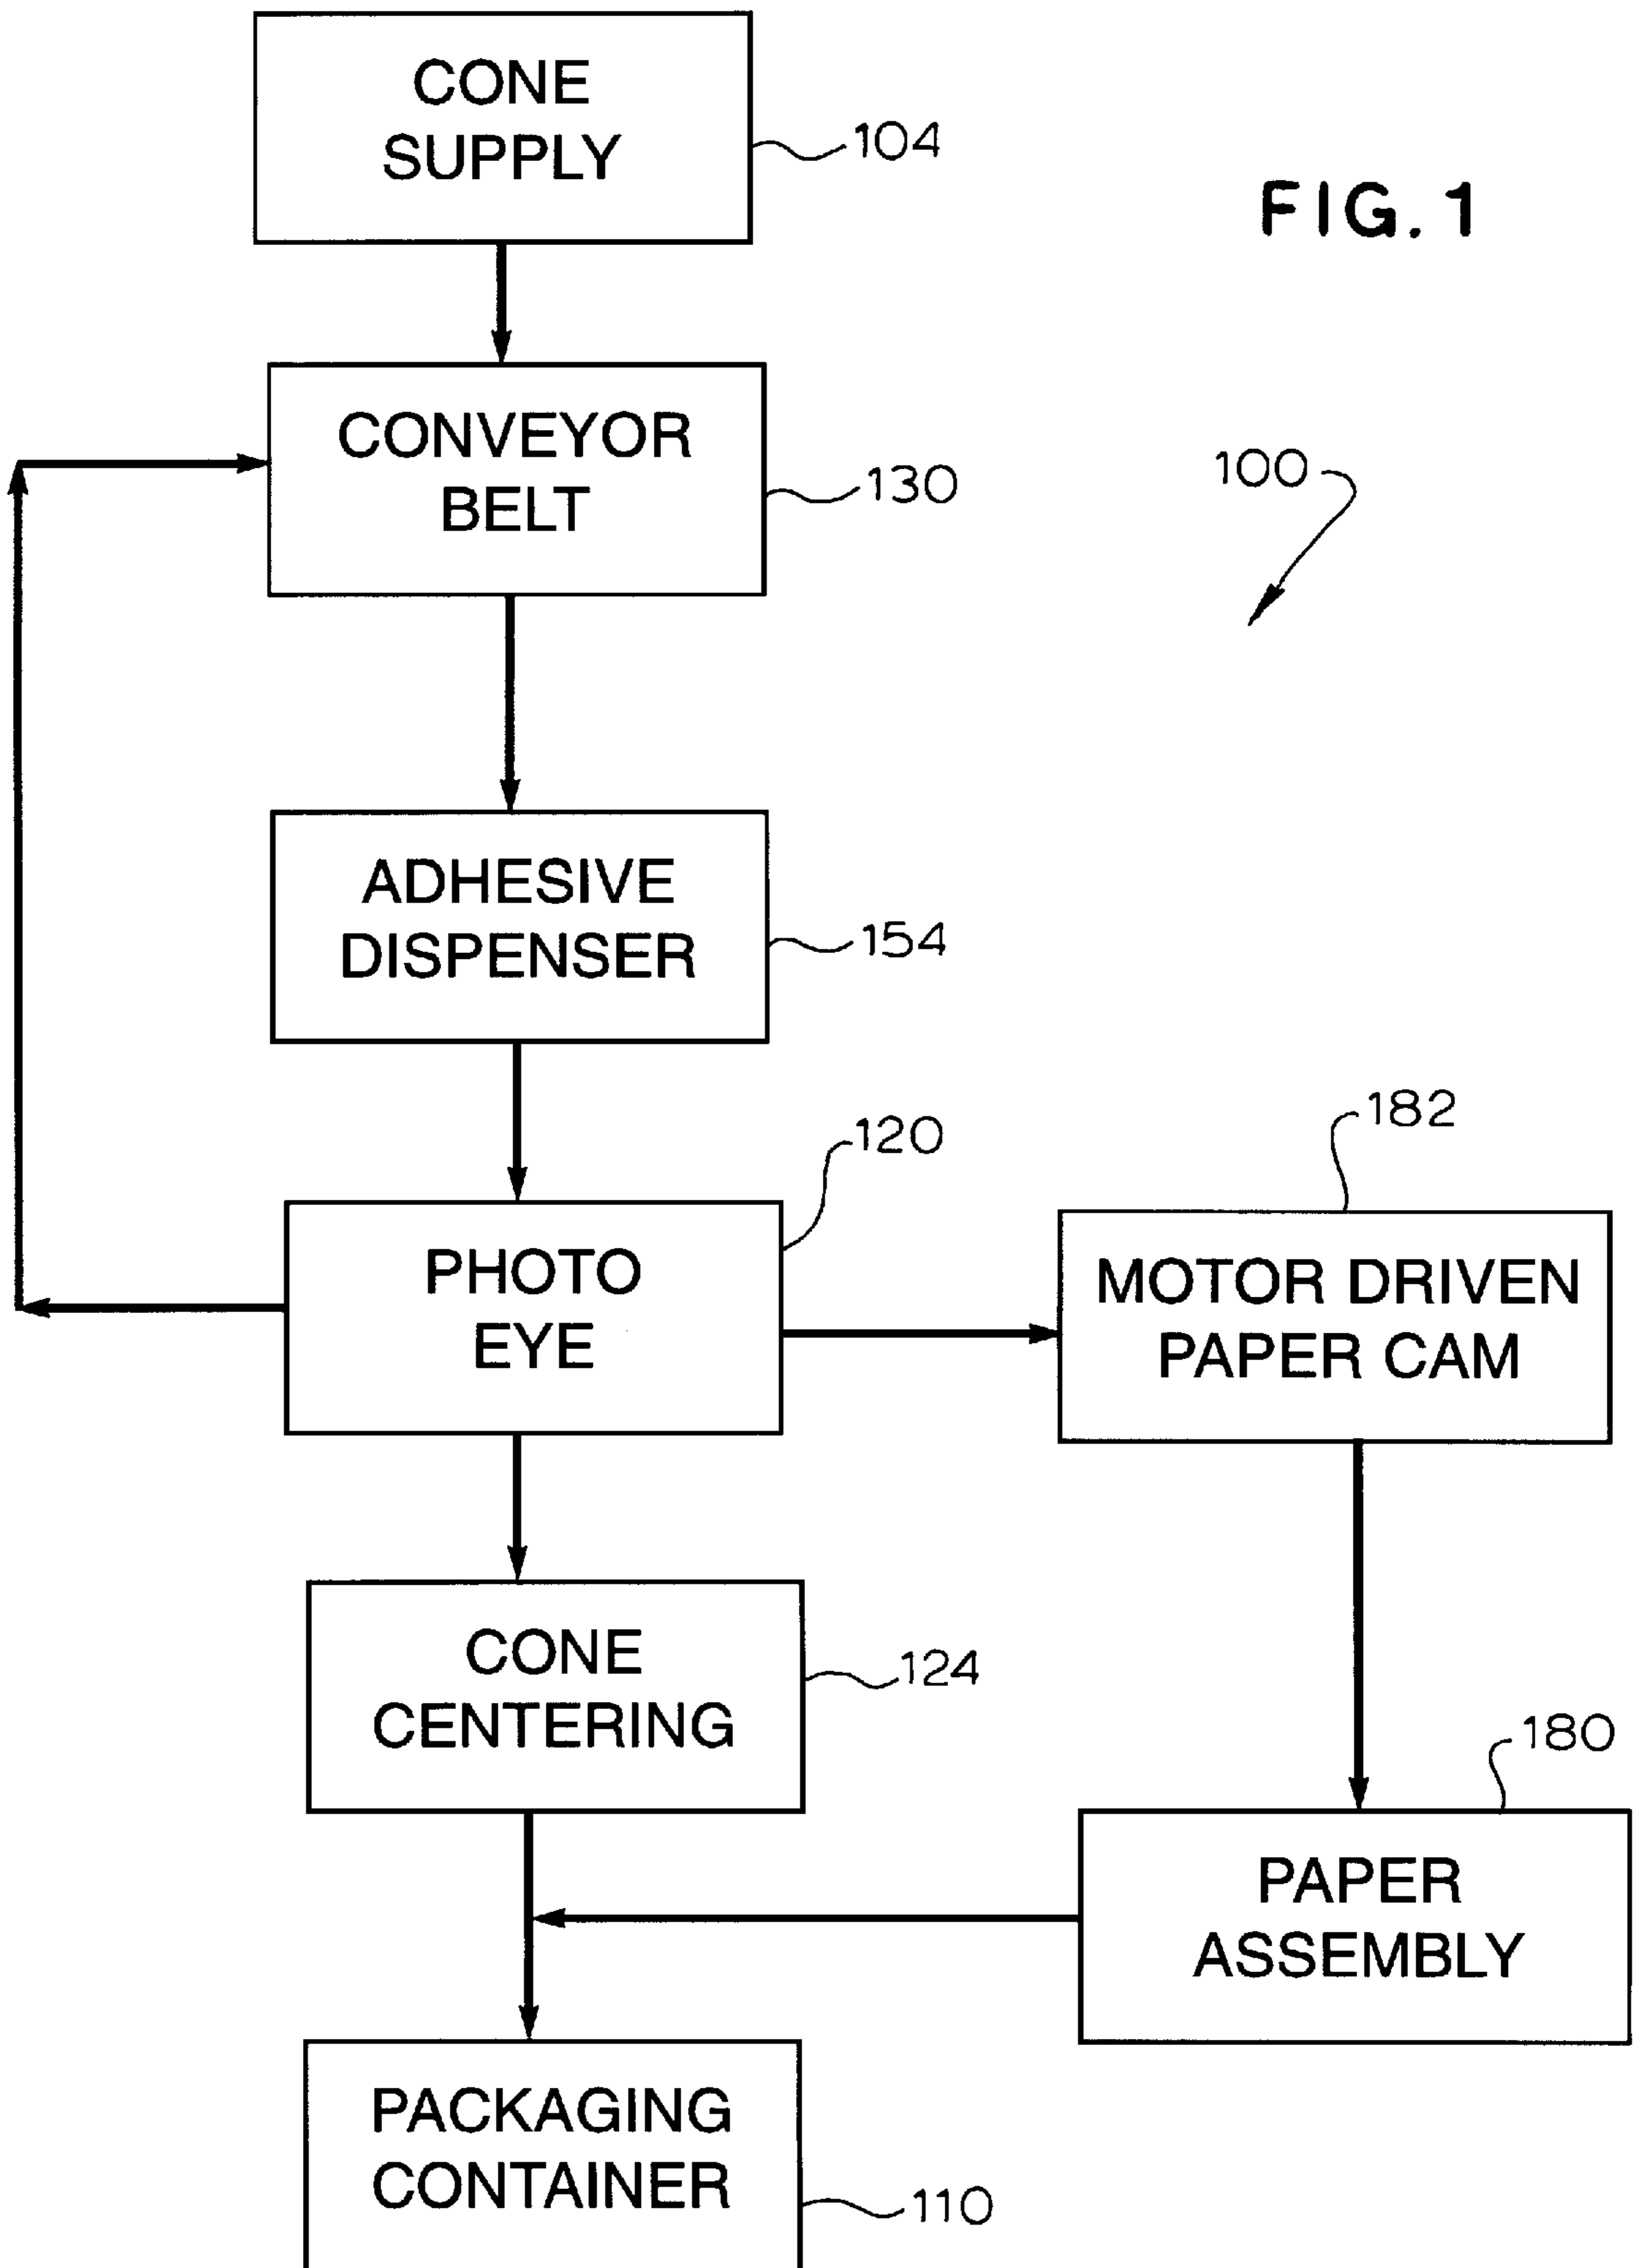 CONE
SUPPLY
104
FIG. 1
CONVEYOR
BELT
130
100
ADHESIVE
DISPENSER
154
120
182
PHOTO
EYE
MOTOR DRIVEN
PAPER CAM
CONE
CENTERING
124
180
PAPER
ASSEMBLY
PACKAGING
CONTAINER
110